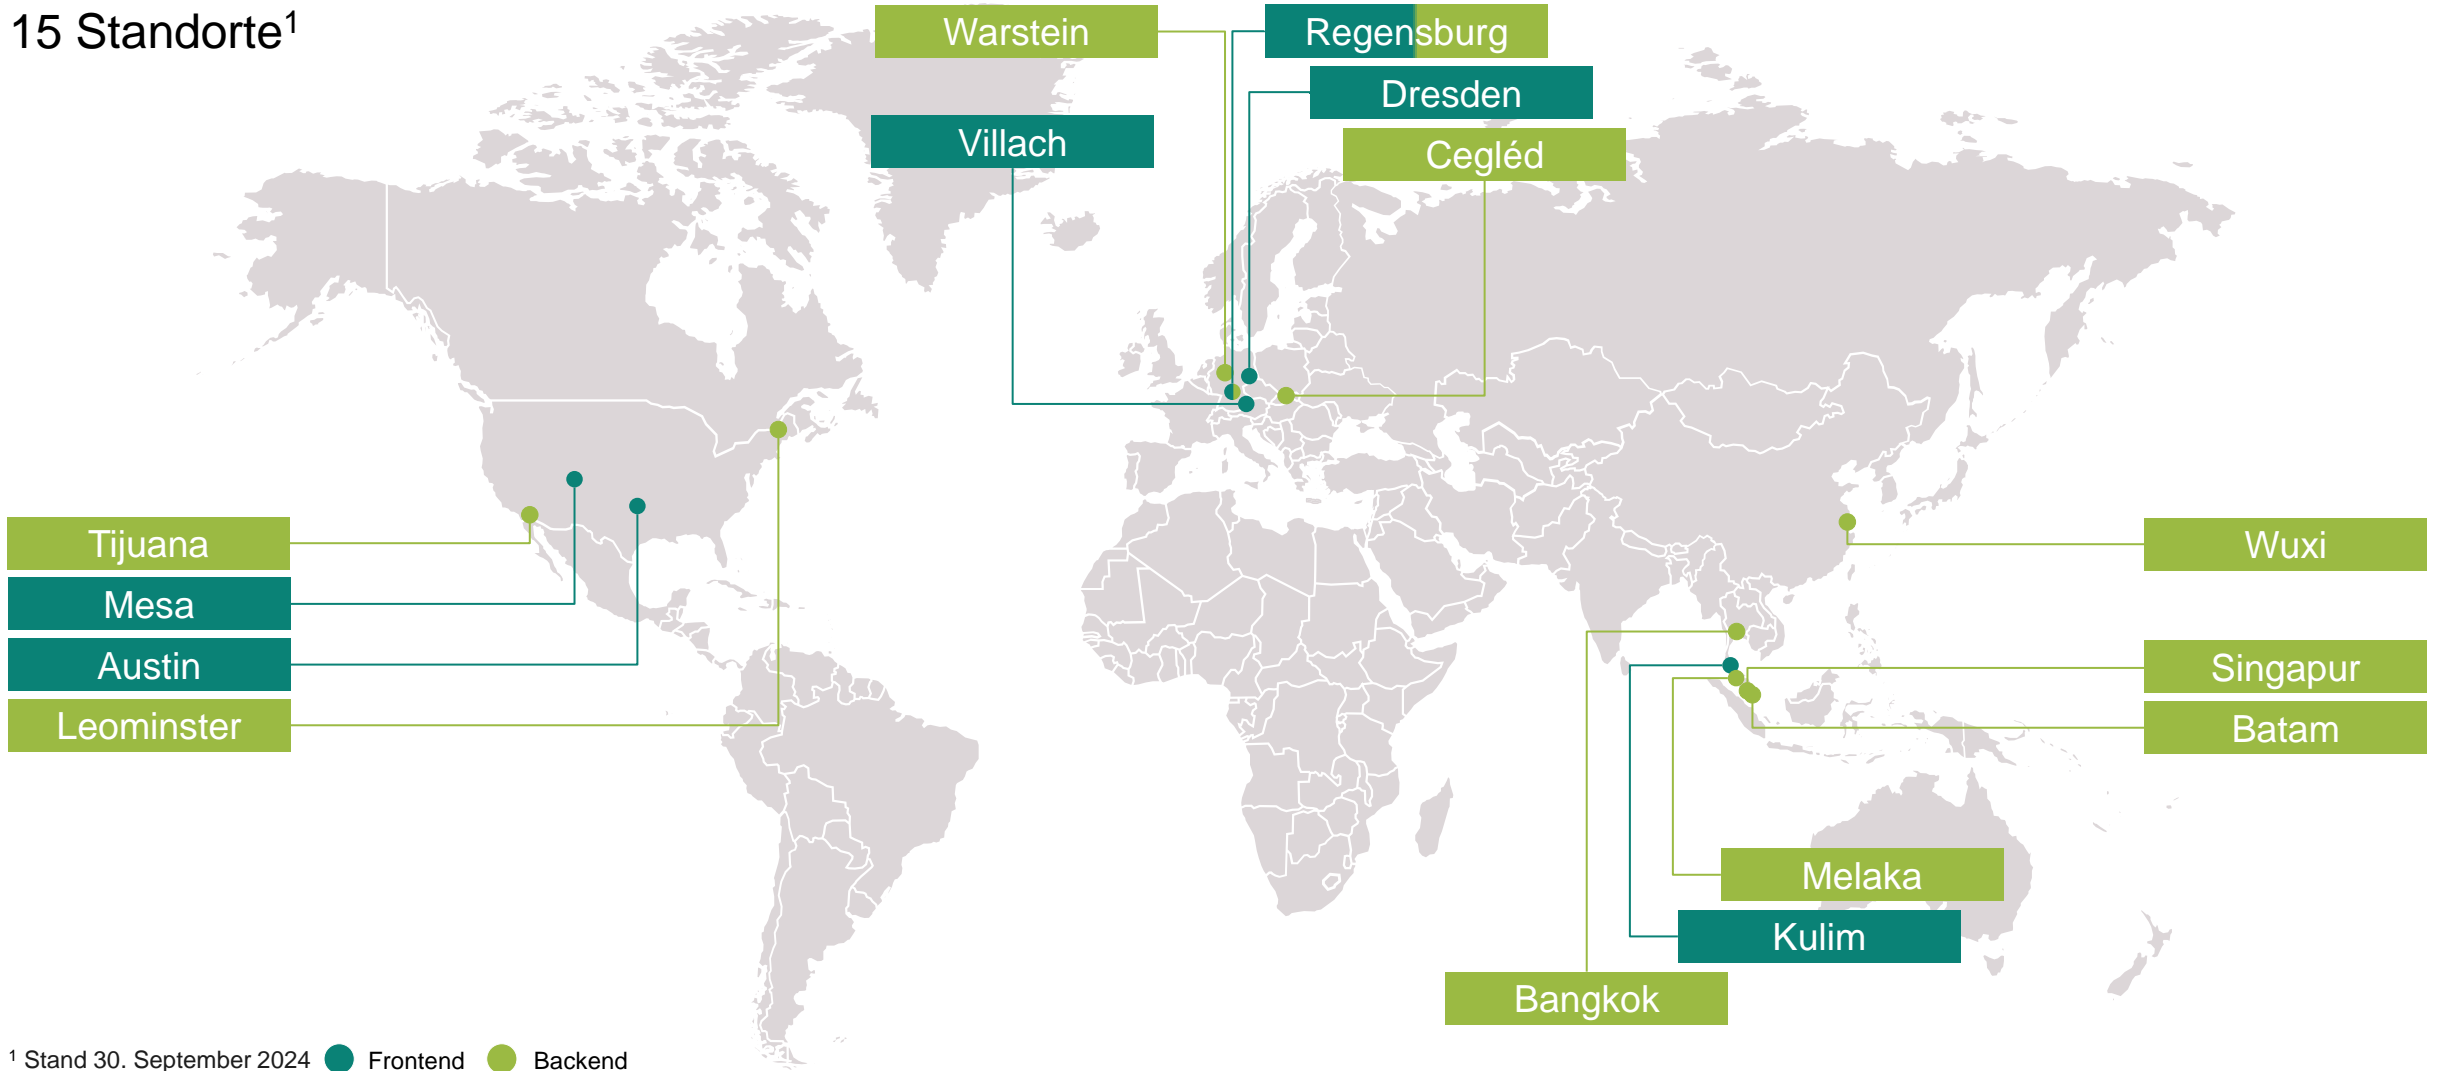 15 Standorte¹
Warstein
Regensburg
Dresden
Villach
Cegléd
Tijuana
Mesa
Austin
Leominster
Wuxi
Singapur
Batam
Melaka
Kulim
Bangkok
¹ Stand 30. September 2024 Frontend Backend